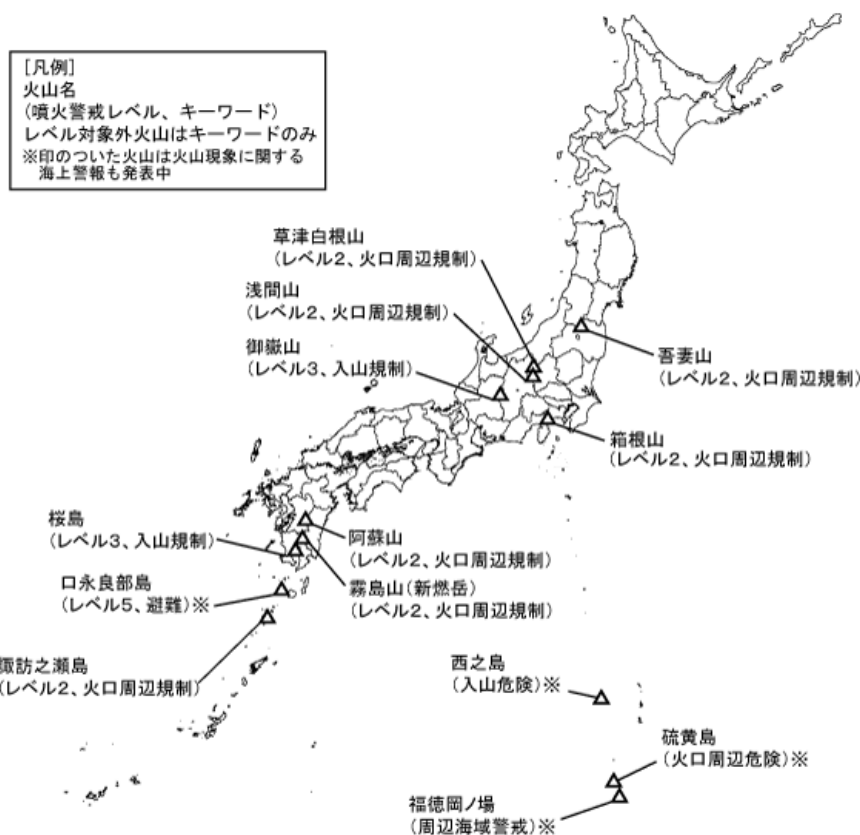 [凡例]
火山名
(噴火警戒レベル、キーワード)
レベル対象外火山はキーワードのみ
※印のついた火山は火山現象に関する
海上警報も発表中
草津白根山
(レベル2、火口周辺規制)
浅間山
(レベル2、火口周辺規制)
御嶽山
(レベル3、入山規制)
吾妻山
(レベル2、火口周辺規制)
箱根山
(レベル2、火口周辺規制)
桜島
(レベル3、入山規制)
阿蘇山
(レベル2、火口周辺規制)
口永良部島
(レベル5、避難)※
霧島山(新燃岳)
(レベル2、火口周辺規制)
諏訪之瀬島
(レベル2、火口周辺規制)
西之島
(入山危険)※
硫黄島
(火口周辺危険)※
福徳岡ノ場
(周辺海域警戒)※